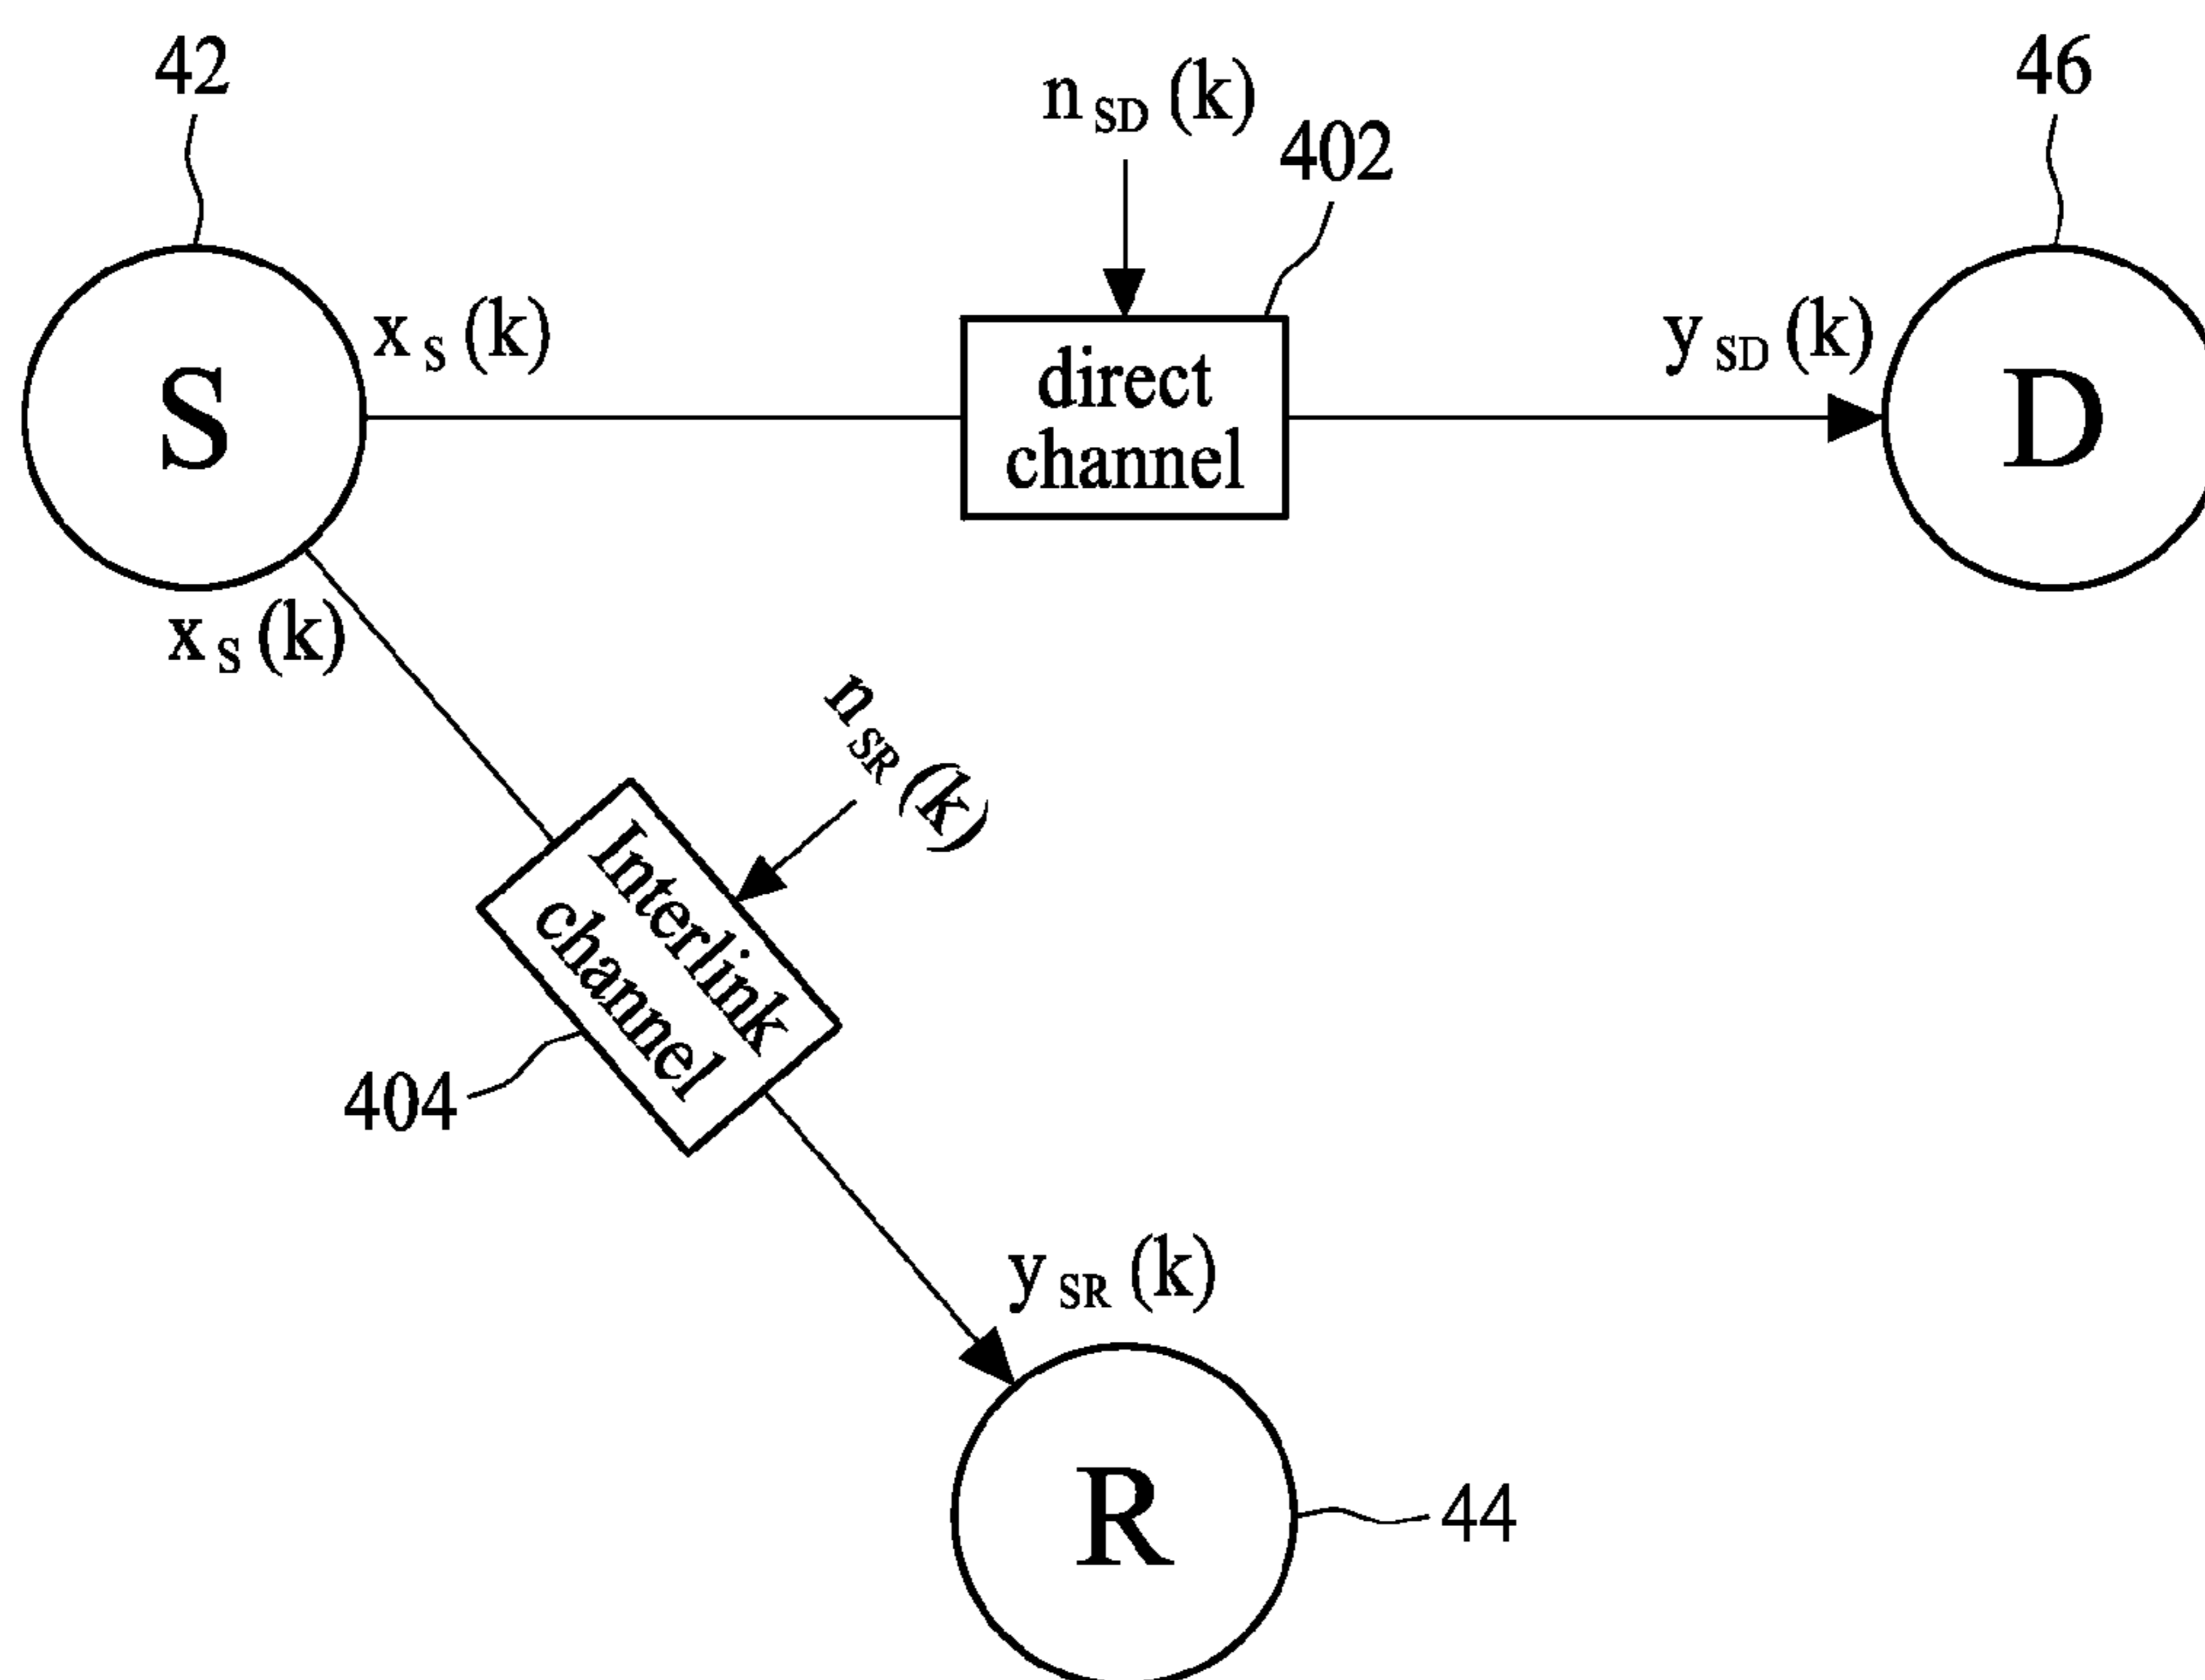 42
46
n SD (k)
402
x S (k)
y SD (k)
S
direct
channel
D
x S (k)
n SR (k)
Interlink
channel
404
y SR (k)
R
44